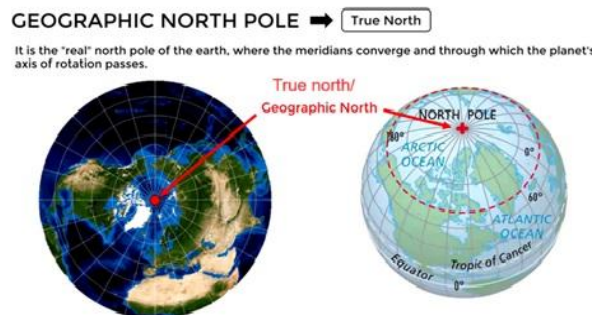 GEOGRAPHIC NORTH POLE
True North
It is the "real" north pole of the earth, where the meridians converge and through which the planet's
axis of rotation passes.
True north/
Geographic North
NORTH POLE
80°
ARCTIC
OCEAN
0°
60°
ATLANTIC
OCEAN
Tropic of Cancer
Equator
0°